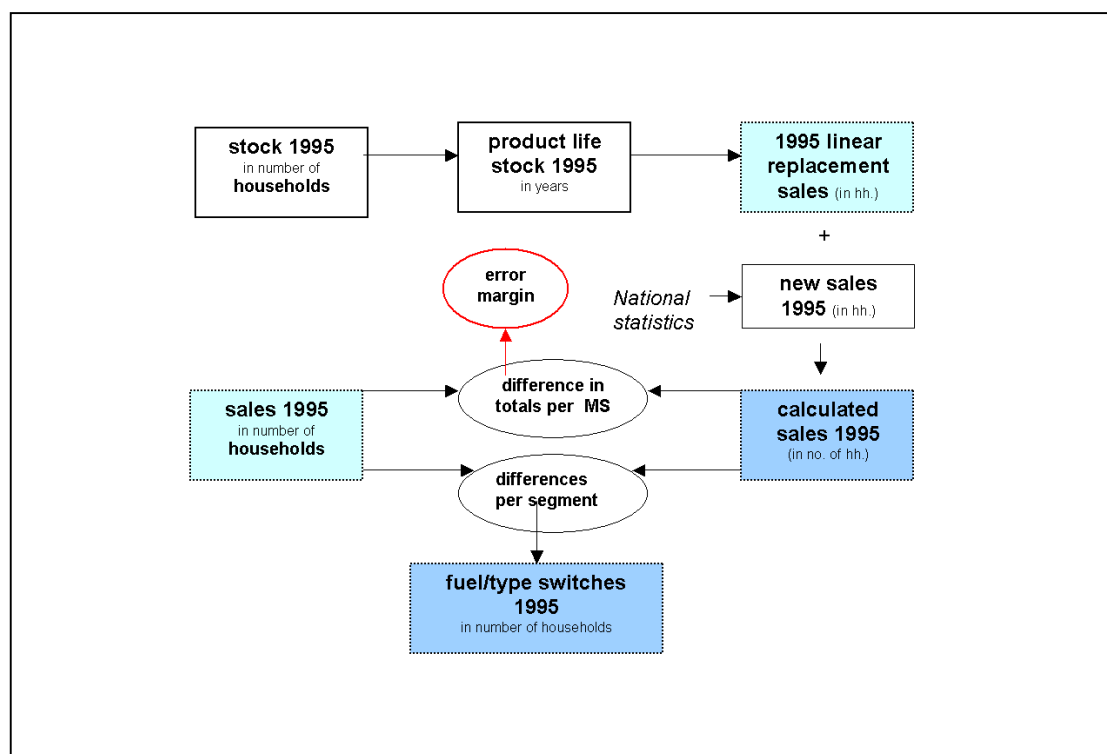 stock 1995
in number of
households
product life
stock 1995
in years
1995 linear
replacement
sales (in hh.)
+
error
margin
National
statistics
new sales
1995 (in hh.)
difference in
totals per MS
sales 1995
in number of
households
calculated
sales 1995
(in no. of hh.)
differences
per segment
fuel/type switches
1995
in number of households